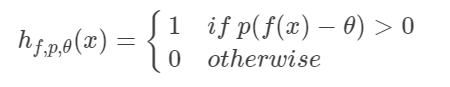 h_{f,p,θ}(x) = { 1 if p(f(x) − θ) > 0
0 otherwise